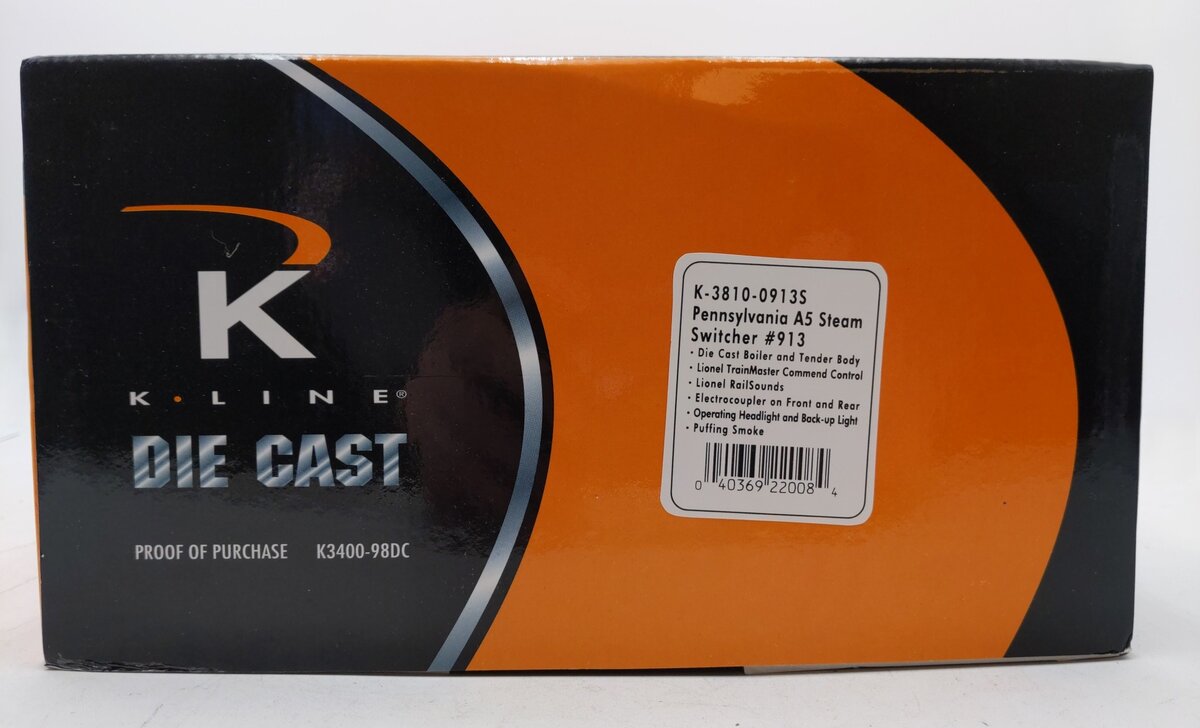 K
K·LINE®
DIE CAST
PROOF OF PURCHASE K3400-98DC
K-3810-0913S
Pennsylvania A5 Steam
Switcher #913
· Die Cast Boiler and Tender Body
· Lionel TrainMaster Commend Control
· Lionel RailSounds
· Electrocoupler on Front and Rear
· Operating Headlight and Back-up Light
· Puffing Smoke
0 40369 22008 4